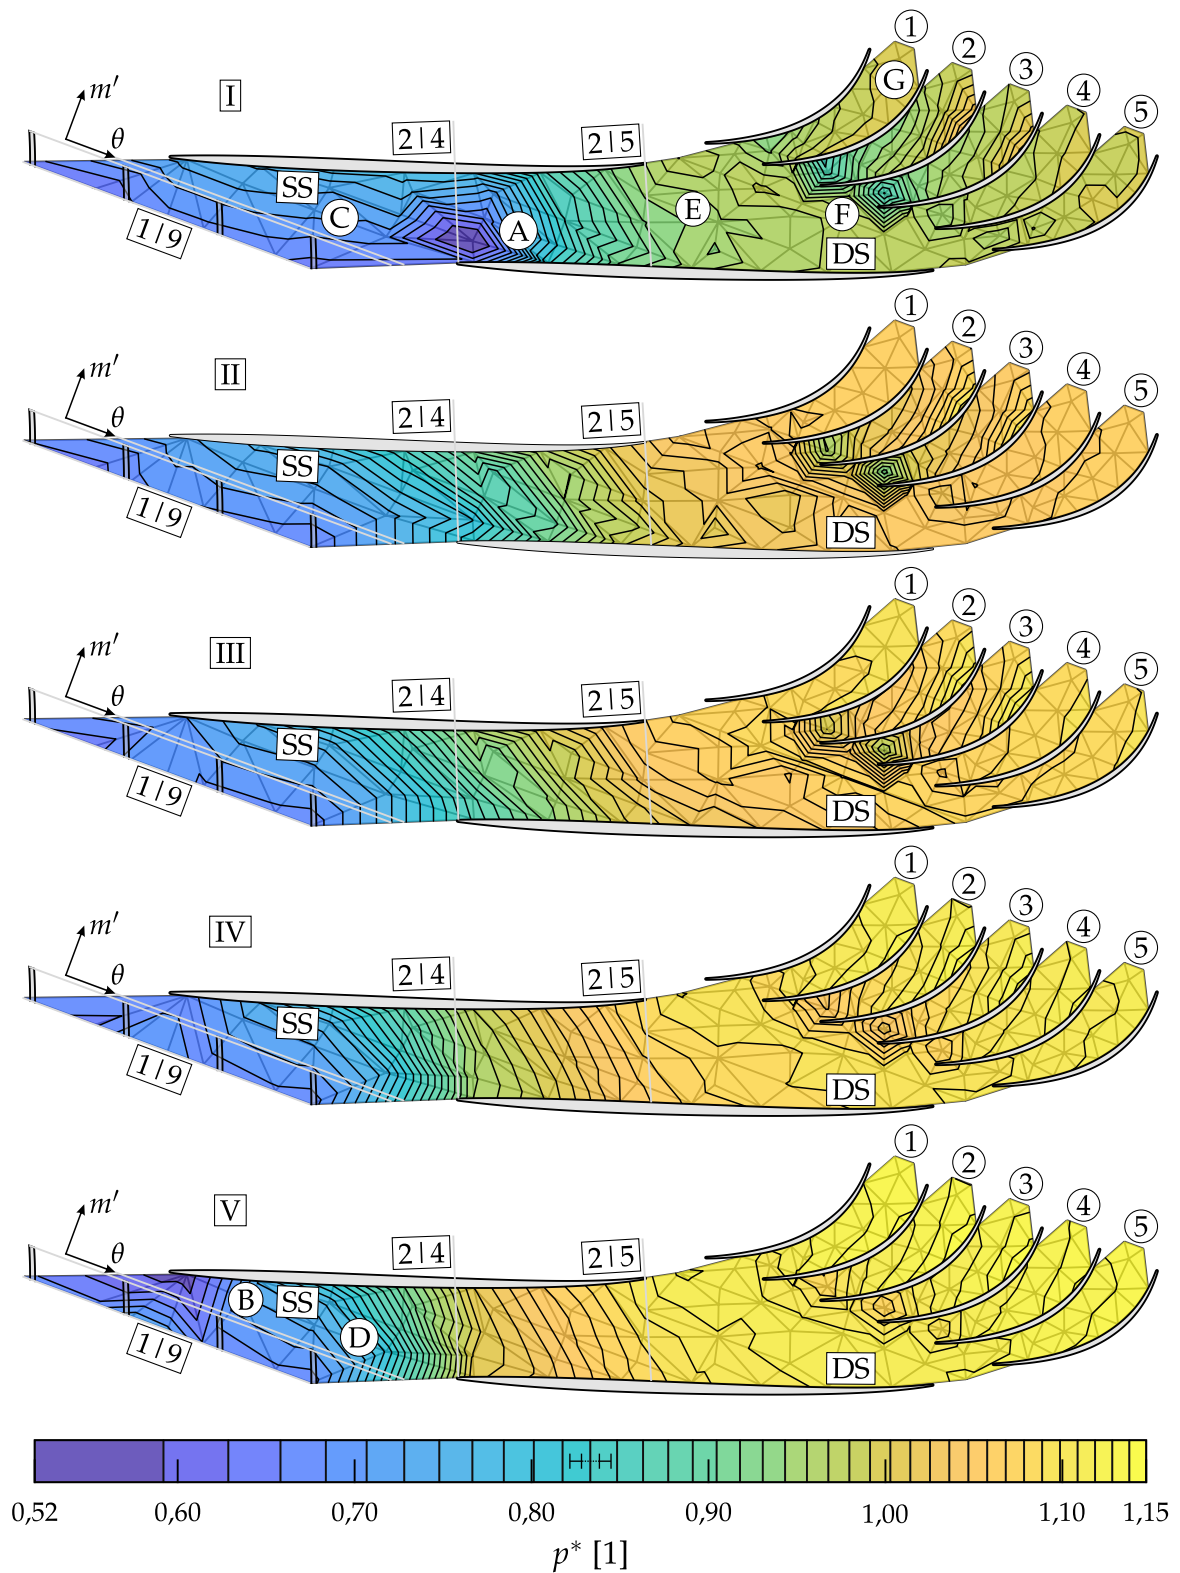 1
2
I
G
3
m′
4
2 | 4
2 | 5
5
θ
SS
C
A
E
F
1 | 9
DS
1
2
II
3
m′
4
2 | 4
2 | 5
5
θ
SS
1 | 9
DS
1
2
III
3
m′
4
2 | 4
2 | 5
5
θ
SS
1 | 9
DS
1
2
IV
3
m′
4
2 | 4
2 | 5
5
θ
SS
1 | 9
DS
1
2
V
3
m′
4
2 | 4
2 | 5
5
θ
B
SS
D
1 | 9
DS
0,52 0,60 0,70 0,80 0,90 1,00 1,10 1,15
p* [1]